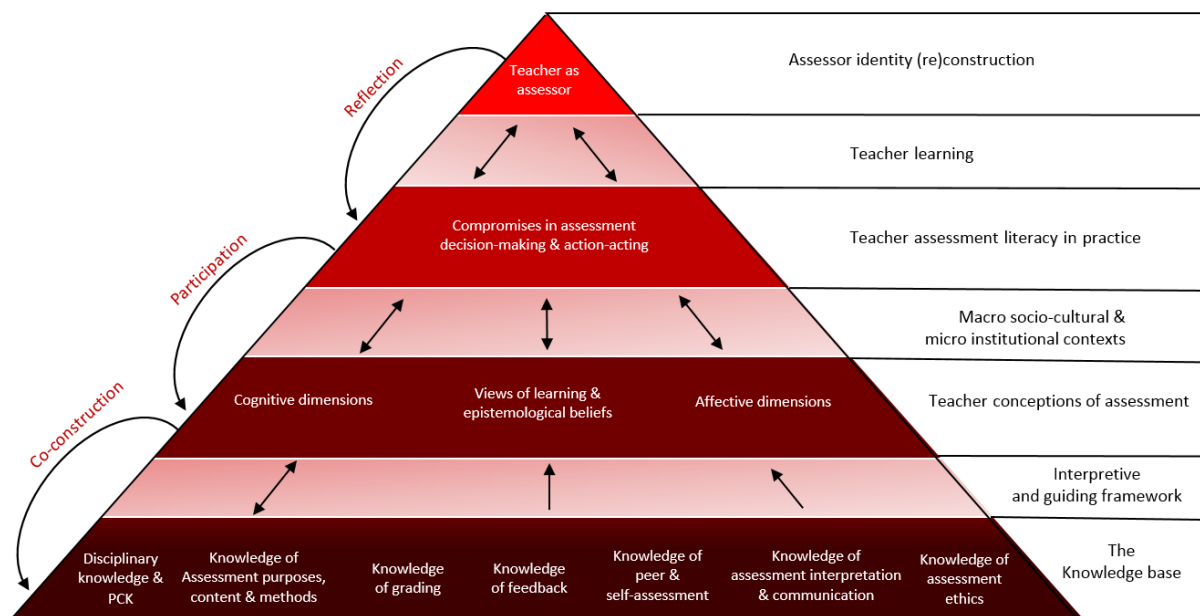 Assessor identity (re)construction
Teacher as
assessor
Reflection
Teacher learning
Compromises in assessment
decision-making & action-acting
Teacher assessment literacy in practice
Participation
Macro socio-cultural &
micro institutional contexts
Cognitive dimensions
Views of learning &
epistemological beliefs
Affective dimensions
Teacher conceptions of assessment
Co-construction
Interpretive
and guiding framework
Disciplinary
knowledge &
PCK
Knowledge of
Assessment purposes,
content & methods
Knowledge
of grading
Knowledge
of feedback
Knowledge of
peer &
self-assessment
Knowledge of
assessment interpretation
& communication
Knowledge of
assessment
ethics
The
Knowledge base